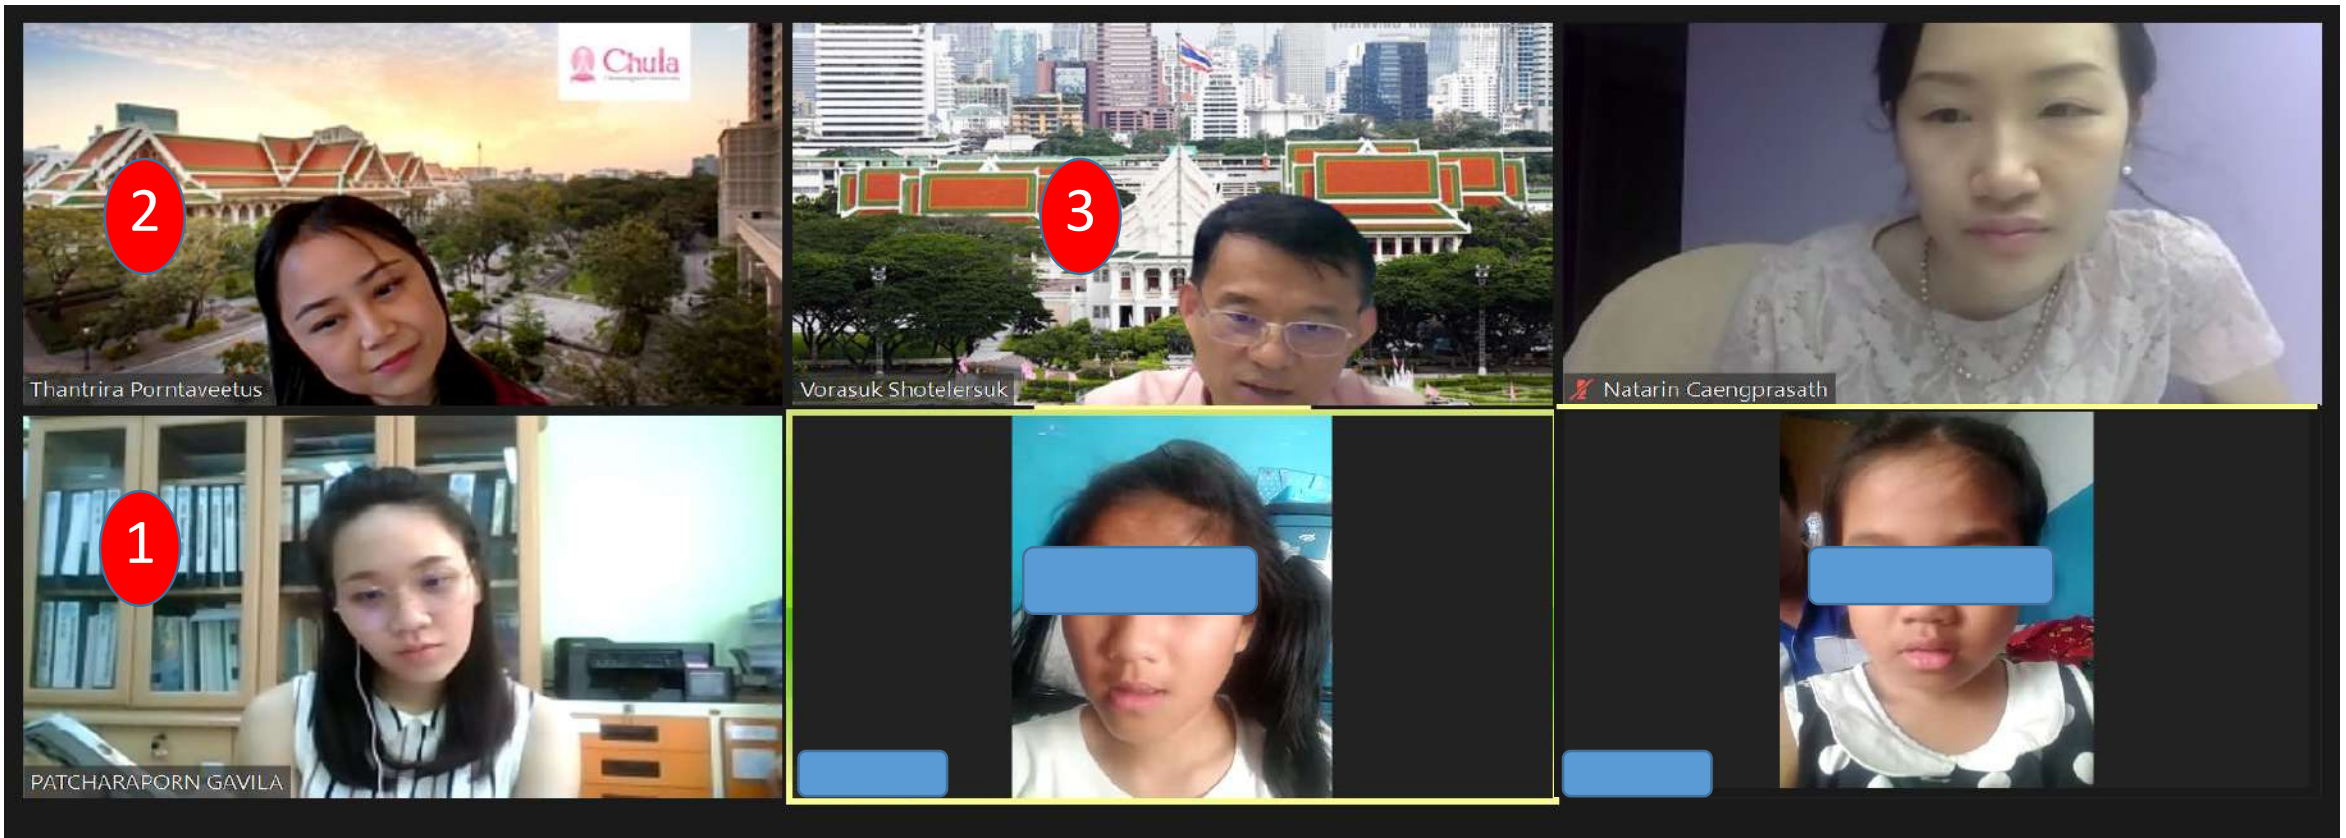 Chula
2
3
Thantrira Porntaveetus
Vorasuk Shotelersuk
Natarin Caengprasath
1
PATCHARAPORN GAVILA